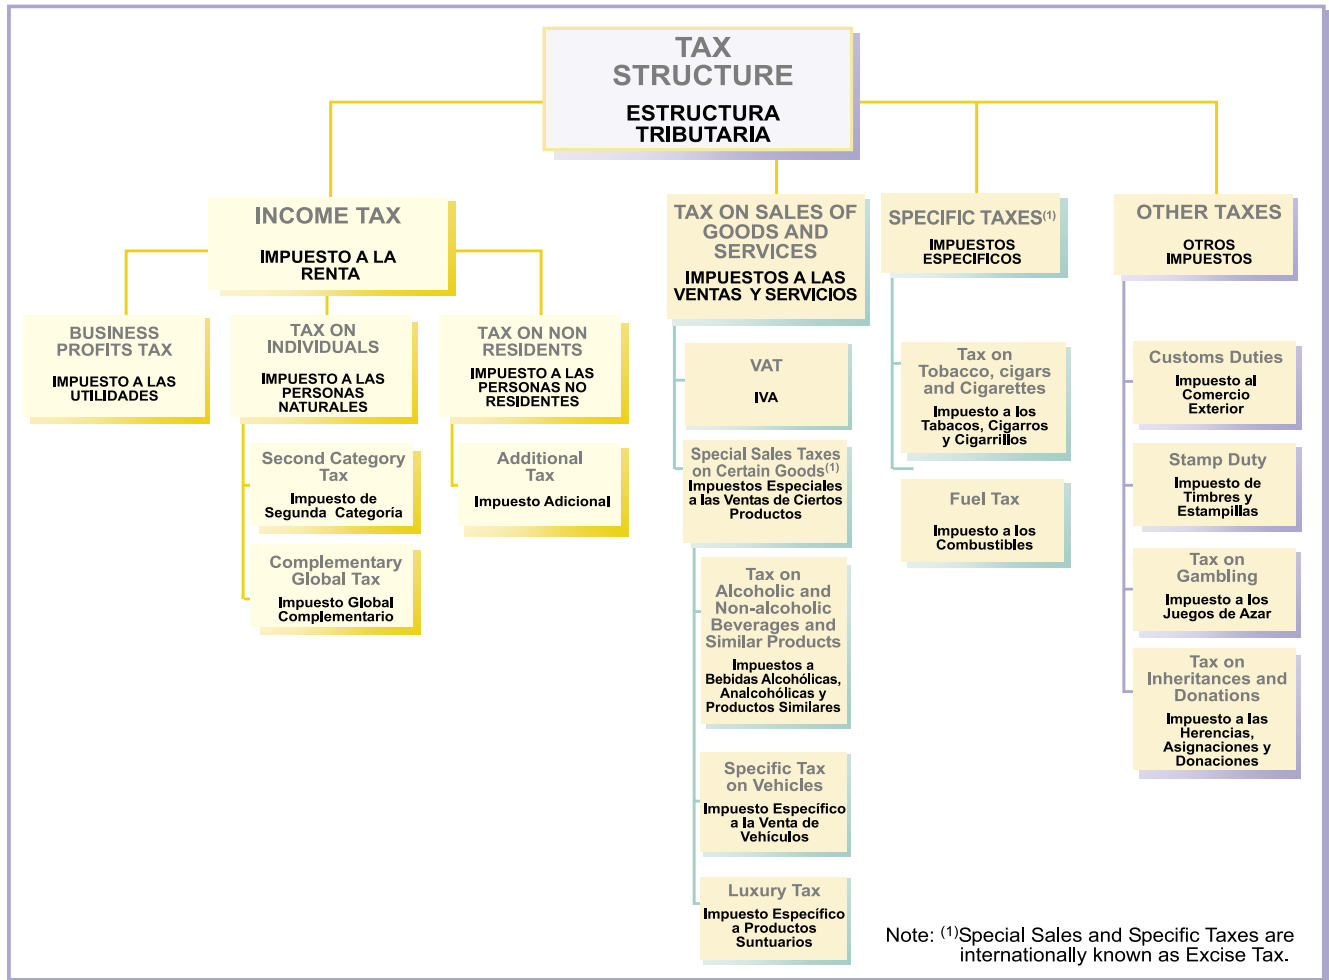 TAX
STRUCTURE
ESTRUCTURA
TRIBUTARIA
INCOME TAX
IMPUESTO A LA
RENTA
BUSINESS
PROFITS TAX
IMPUESTO A LAS
UTILIDADES
TAX ON
INDIVIDUALS
IMPUESTO A LAS
PERSONAS
NATURALES
Second Category
Tax
Impuesto de
Segunda Categoría
Complementary
Global Tax
Impuesto Global
Complementario
TAX ON NON
RESIDENTS
IMPUESTO A LAS
PERSONAS NO
RESIDENTES
Additional
Tax
Impuesto Adicional
TAX ON SALES OF
GOODS AND
SERVICES
IMPUESTOS A LAS
VENTAS Y SERVICIOS
VAT
IVA
Special Sales Taxes
on Certain Goods(1)
Impuestos Especiales
a las Ventas de Ciertos
Productos
Tax on
Alcoholic and
Non-alcoholic
Beverages and
Similar Products
Impuestos a
Bebidas Alcohólicas,
Analcohólicas y
Productos Similares
Specific Tax
on Vehicles
Impuesto Específico
a la Venta de
Vehículos
Luxury Tax
Impuesto Específico
a Productos
Suntuarios
SPECIFIC TAXES(1)
IMPUESTOS
ESPECIFICOS
Tax on
Tobacco, cigars
and Cigarettes
Impuesto a los
Tabacos, Cigarros
y Cigarrillos
Fuel Tax
Impuesto a los
Combustibles
OTHER TAXES
OTROS
IMPUESTOS
Customs Duties
Impuesto al
Comercio
Exterior
Stamp Duty
Impuesto de
Timbres y
Estampillas
Tax on
Gambling
Impuesto a los
Juegos de Azar
Tax on
Inheritances and
Donations
Impuesto a las
Herencias,
Asignaciones y
Donaciones
Note: (1)Special Sales and Specific Taxes are
internationally known as Excise Tax.